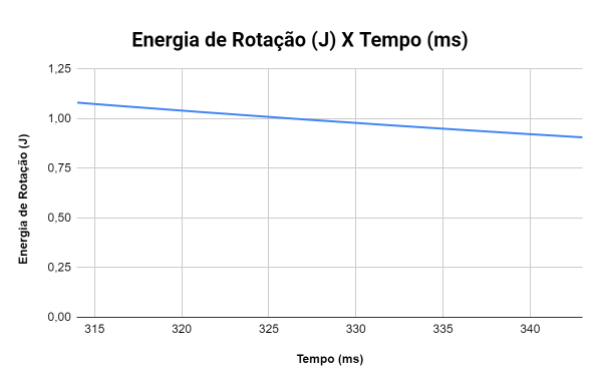 Energia de Rotação (J) X Tempo (ms)
1,25
1,00
0,75
0,50
0,25
0,00
Energia de Rotação (J)
315 320 325 330 335 340
Tempo (ms)